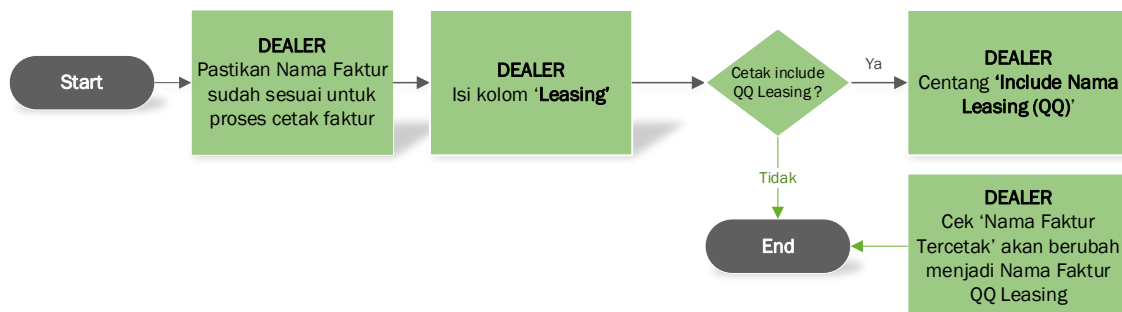 Start
DEALER
Pastikan Nama Faktur
sudah sesuai untuk
proses cetak faktur
DEALER
Isi kolom ‘Leasing’
Cetak include
QQ Leasing ?
Ya
DEALER
Centang ‘Include Nama
Leasing (QQ)’
Tidak
End
DEALER
Cek ‘Nama Faktur
Tercetak’ akan berubah
menjadi Nama Faktur
QQ Leasing